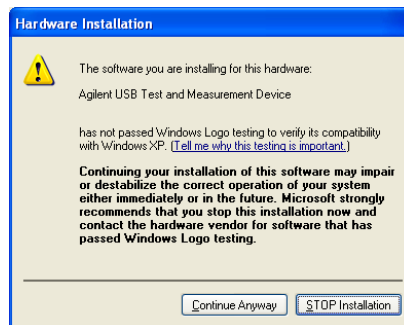 Hardware Installation
The software you are installing for this hardware:
Agilent USB Test and Measurement Device
has not passed Windows Logo testing to verify its compatibility
with Windows XP. (Tell me why this testing is important.)
Continuing your installation of this software may impair
or destabilize the correct operation of your system
either immediately or in the future. Microsoft strongly
recommends that you stop this installation now and
contact the hardware vendor for software that has
passed Windows Logo testing.
Continue Anyway
STOP Installation